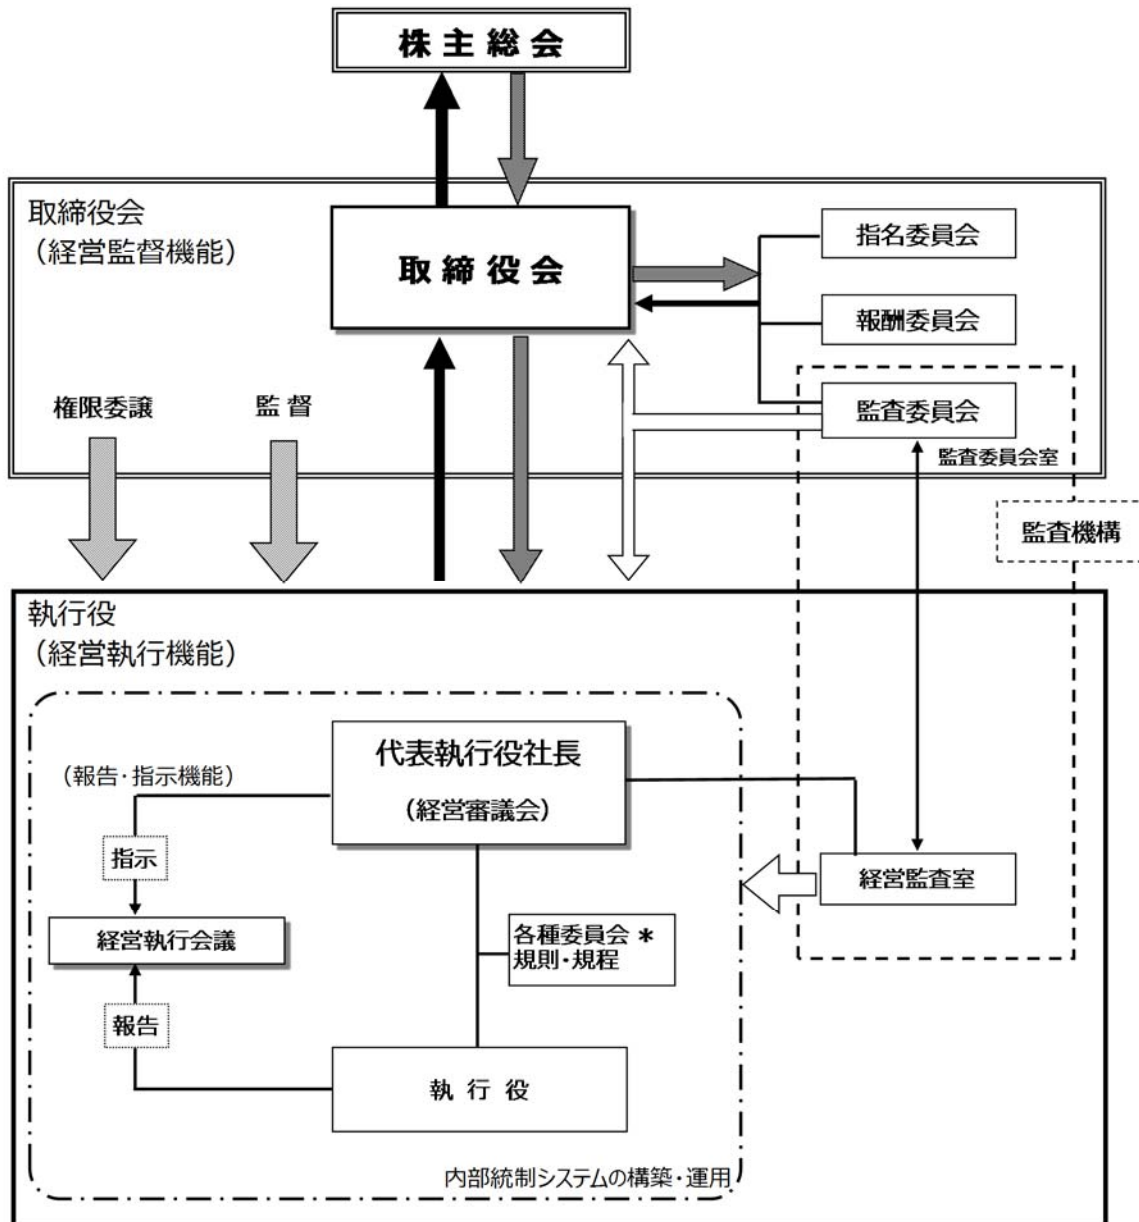 株主総会
取締役会
（経営監督機能）
取締役会
指名委員会
報酬委員会
監査委員会
監査委員会室
権限委譲
監督
監査機構
執行役
（経営執行機能）
代表執行役社長
（経営審議会）
（報告・指示機能）
指示
経営執行会議
報告
各種委員会＊
規則・規程
経営監査室
執行役
内部統制システムの構築・運用